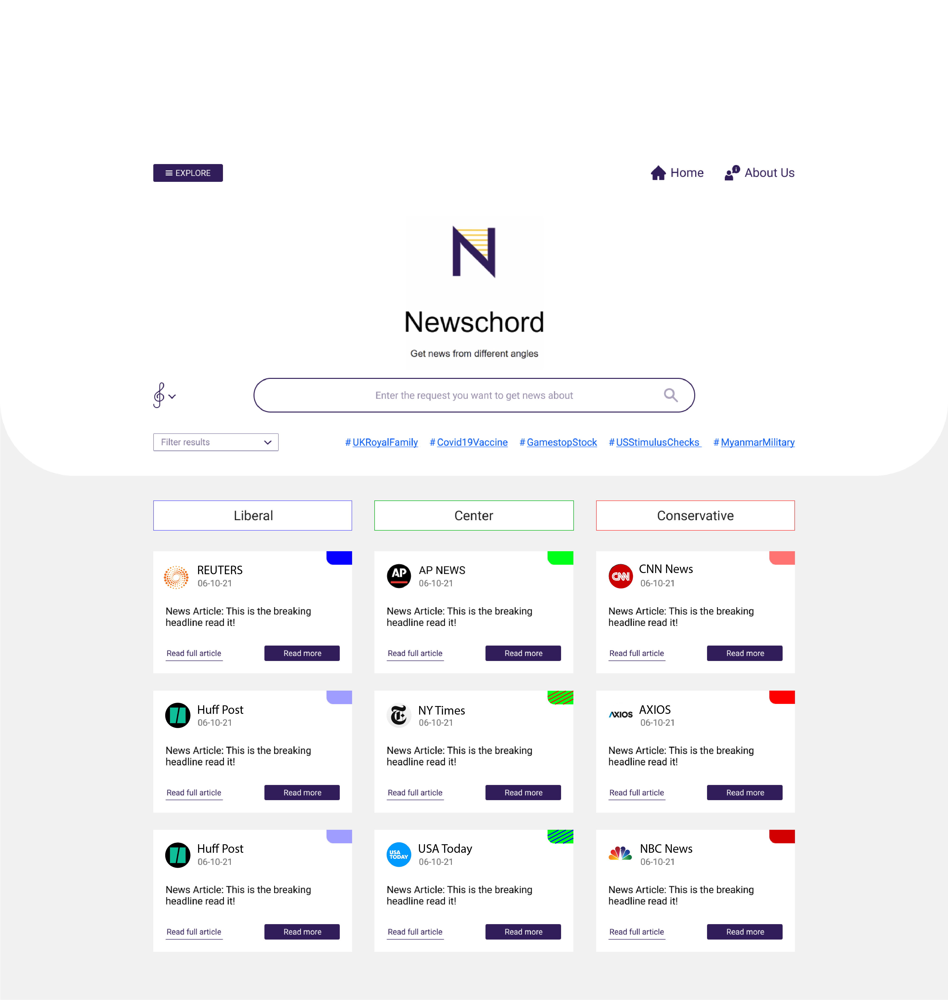 EXPLORE
Home
About Us
Newschord
Get news from different angles
Enter the request you want to get news about
Filter results
#UKRoyalFamily #Covid19Vaccine #GamestopStock #USStimulusChecks #MyanmarMilitary
Liberal
Center
Conservative
REUTERS
06-10-21
News Article: This is the breaking
headline read it!
Read full article
Read more
AP
AP NEWS
06-10-21
News Article: This is the breaking
headline read it!
Read full article
Read more
CNN
CNN News
06-10-21
News Article: This is the breaking
headline read it!
Read full article
Read more
Huff Post
06-10-21
News Article: This is the breaking
headline read it!
Read full article
Read more
T
NY Times
06-10-21
News Article: This is the breaking
headline read it!
Read full article
Read more
AXIOS
AXIOS
06-10-21
News Article: This is the breaking
headline read it!
Read full article
Read more
Huff Post
06-10-21
News Article: This is the breaking
headline read it!
Read full article
Read more
USA
TODAY
USA Today
06-10-21
News Article: This is the breaking
headline read it!
Read full article
Read more
NBC News
06-10-21
News Article: This is the breaking
headline read it!
Read full article
Read more